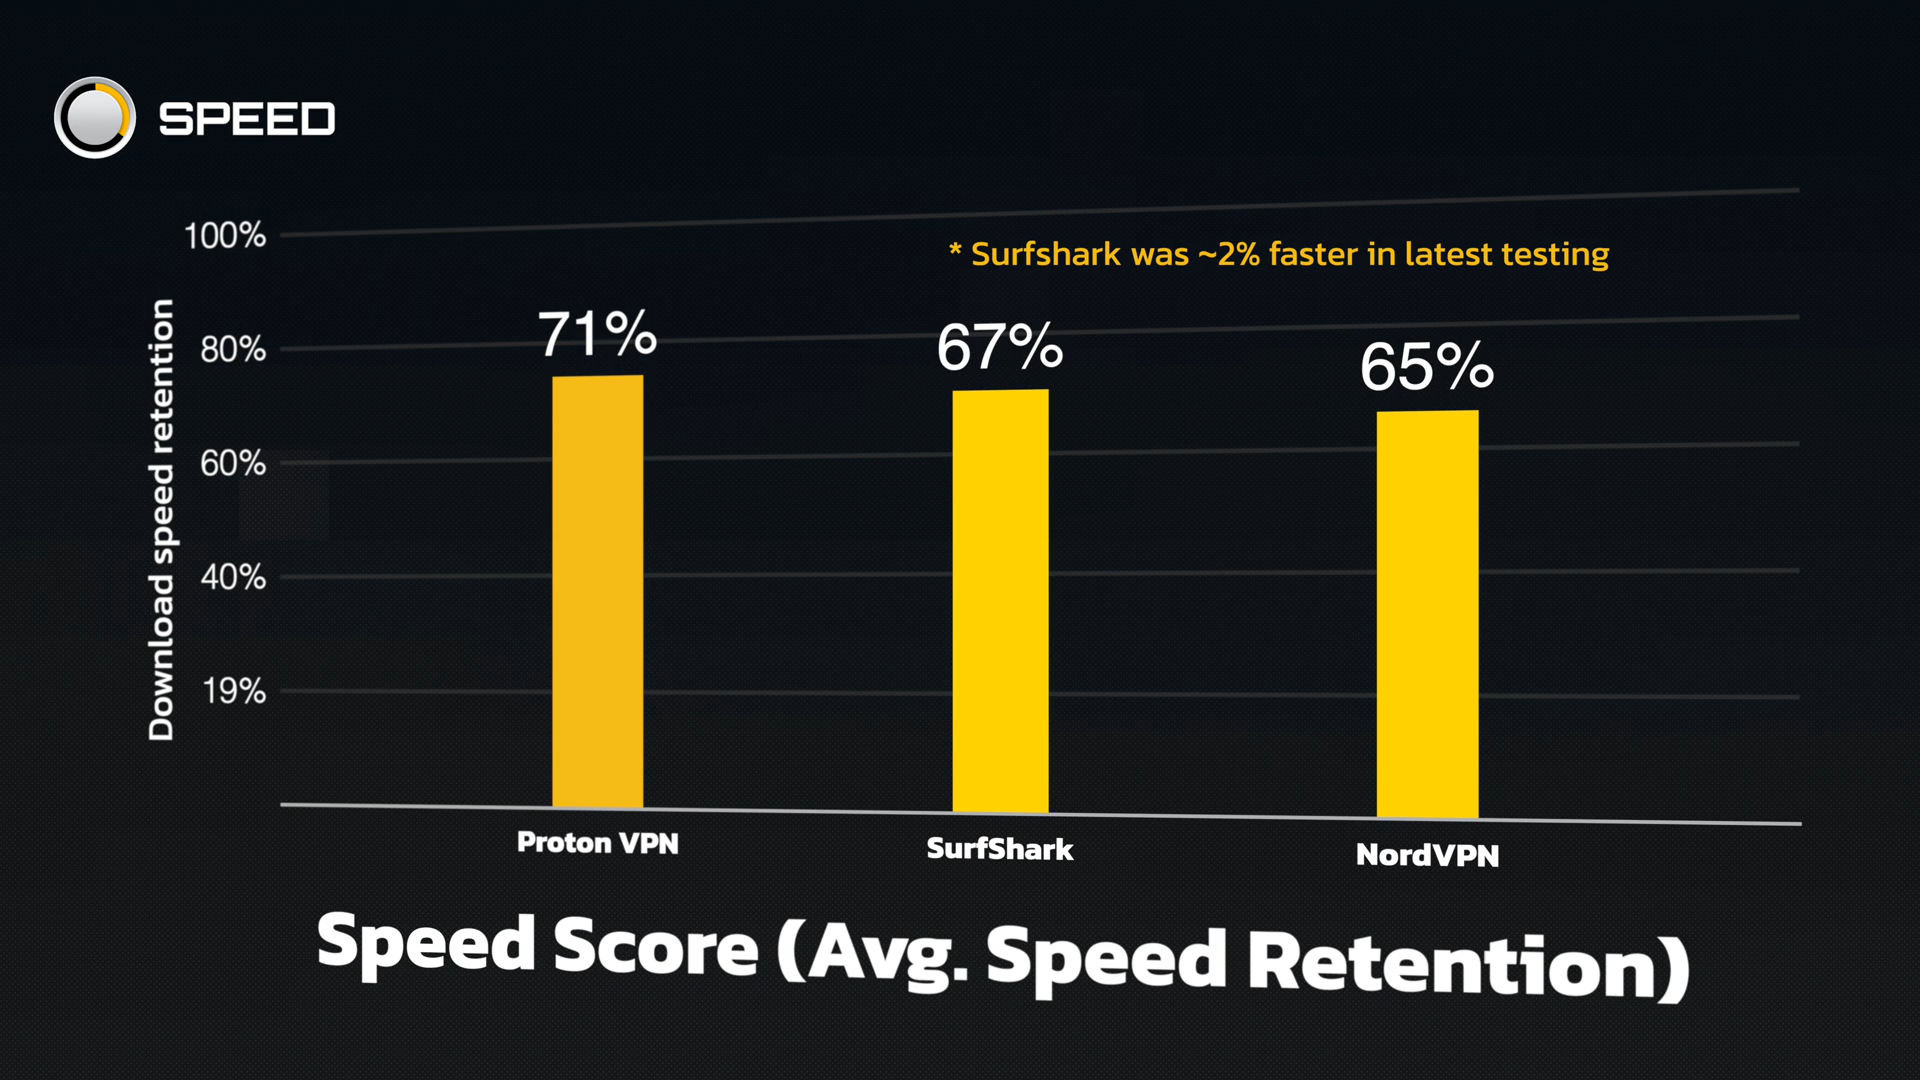 SPEED
100%
* Surfshark was ~2% faster in latest testing
71%
67%
65%
80%
60%
40%
19%
Download speed retention
Proton VPN
SurfShark
NordVPN
Speed Score (Avg. Speed Retention)